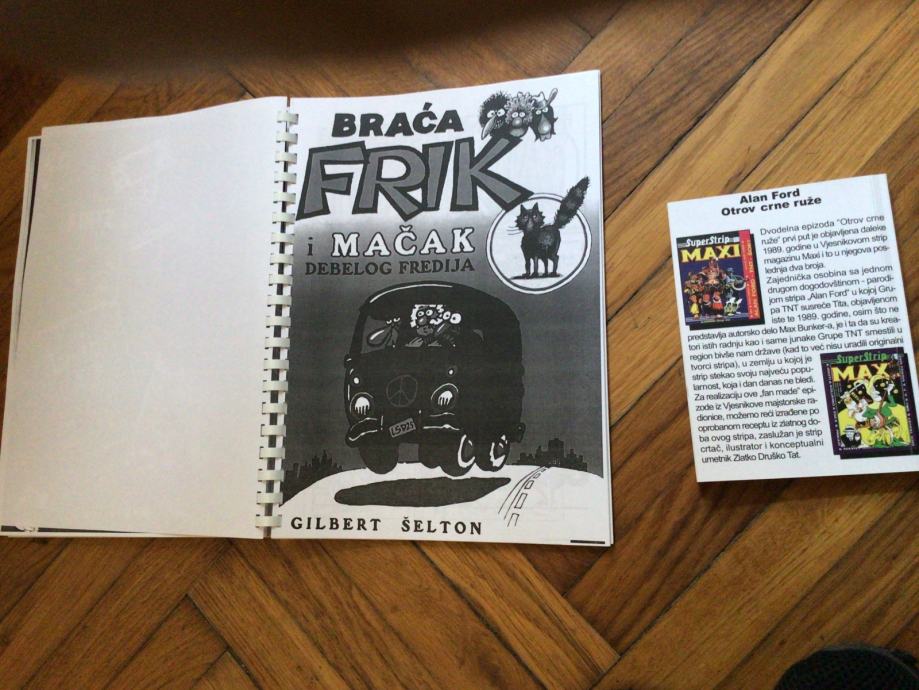 BRAĆA
FRIK
i MAČAK
DEBELOG FREDIJA
GILBERT ŠELTON
Alan Ford
Otrov crne ruže
SuperStrip
MAXI
Dvodelna epizoda "Otrov crne
ruže" prvi put je objavljena daleke
1989. godine u Vjesnikovom strip
magazinu Maxi i to u njegova pos-
lednja dva broja.
Zajednička osobina sa jednom
drugom dogodovštinom - parodi-
jom stripa „Alan Ford" u kojoj Gru-
pa TNT susreće Tita, objavljenom
iste te 1989. godine, osim što ne
predstavlja autorsko delo Max Bunker-a, je i ta da su krea-
tori istih radnju kao i same junake Grupe TNT smestili u
region bivše nam države (kad to već nisu uradili originalni
tvorci stripa), u zemlju u kojoj je
strip stekao svoju najveću popu-
larnost, koja i dan danas ne bledi.
Za realizaciju ove „fan made" epi-
zode iz Vjesnikove majstorske ra-
dionice, možemo reći izrađene po
oprobanom receptu iz zlatnog do-
ba ovog stripa, zaslužan je strip
crtač, ilustrator i konceptualni
umetnik Zlatko Druško Tat.
SuperStrip
MAX